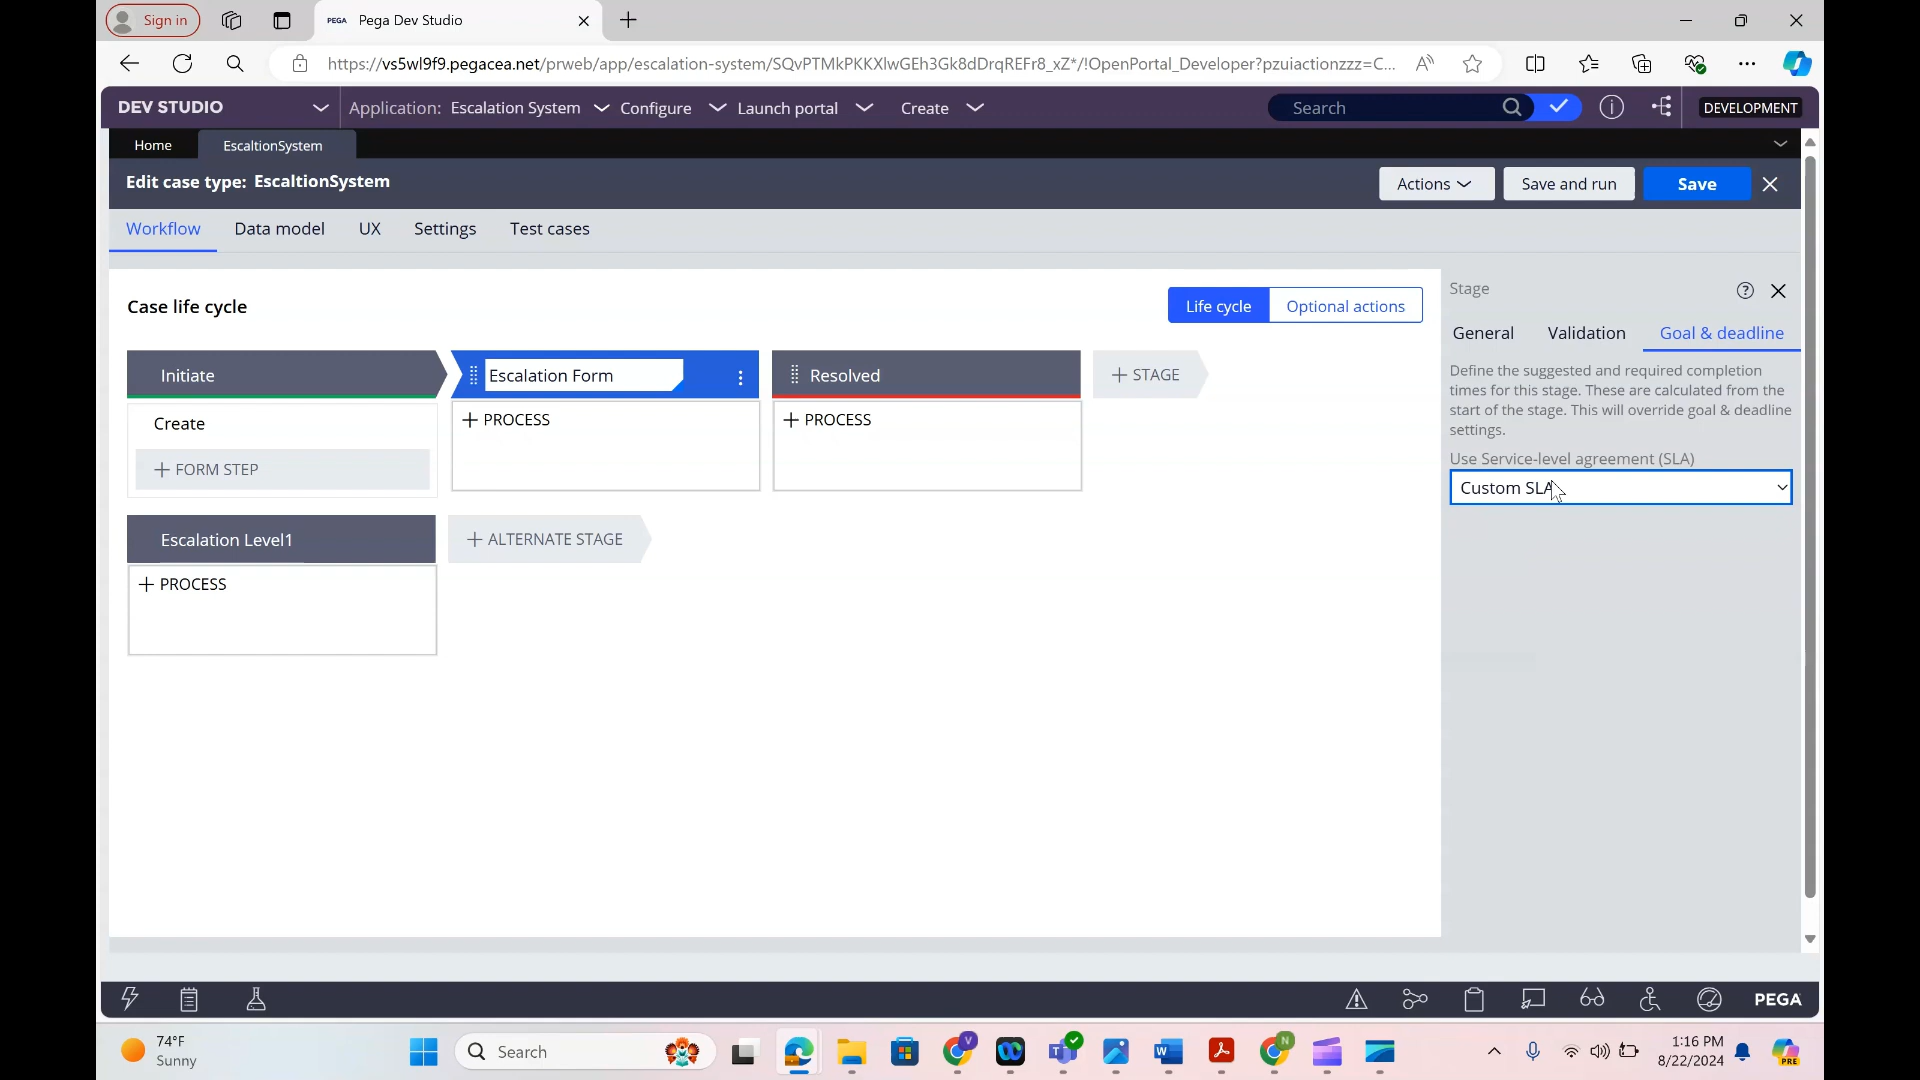 Sign in
PEGA Pega Dev Studio
https://vs5wl9f9.pegacea.net/prweb/app/escalation-system/SQvPTMkPKKXlwGEh3Gk8dDrqREFr8_xZ*/!OpenPortal_Developer?pzuiactionzzz=C...
DEV STUDIO Application: Escalation System Configure Launch portal Create Search DEVELOPMENT
Home EscaltionSystem
Edit case type: EscaltionSystem Actions Save and run Save
Workflow Data model UX Settings Test cases
Case life cycle Life cycle Optional actions
Initiate Escalation Form Resolved + STAGE
Create + PROCESS + PROCESS
+ FORM STEP
Escalation Level1 + ALTERNATE STAGE
+ PROCESS
Stage
General Validation Goal & deadline
Define the suggested and required completion
times for this stage. These are calculated from the
start of the stage. This will override goal & deadline
settings.
Use Service-level agreement (SLA)
Custom SLA
PEGA
74°F
Sunny
Search
1:16 PM
8/22/2024
PRE
V
N